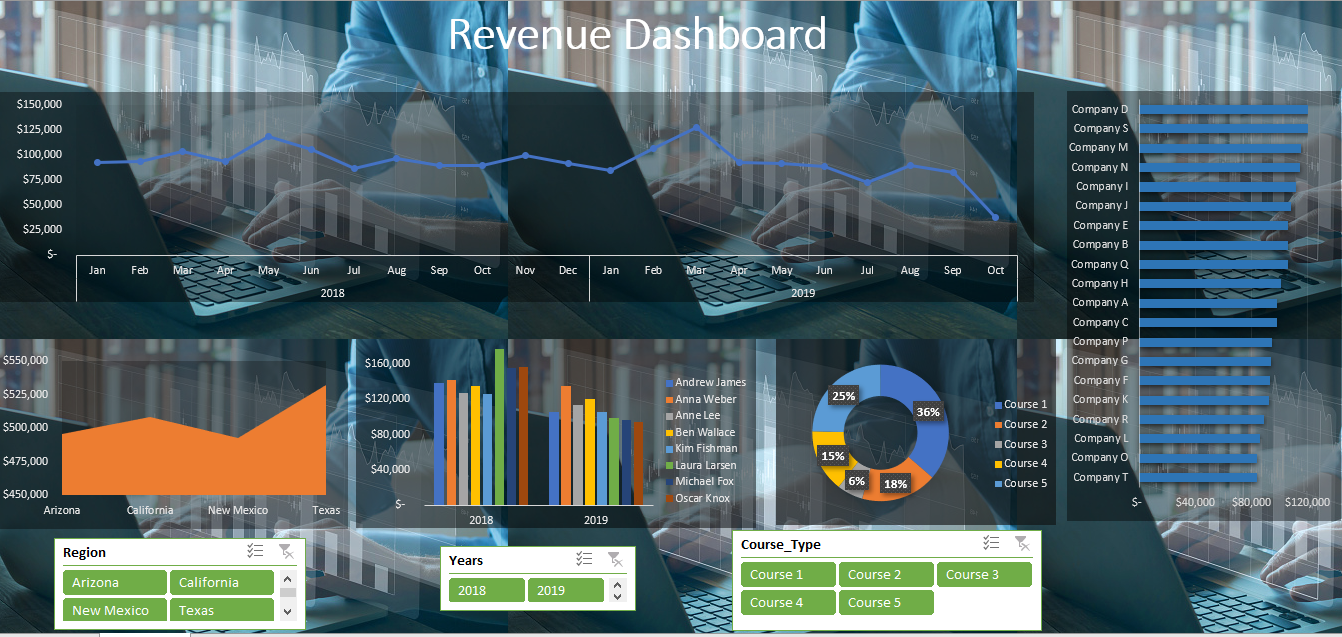 Revenue Dashboard
$150,000
$125,000
$100,000
$75,000
$50,000
$25,000
$-
Jan Feb Mar Apr May Jun Jul Aug Sep Oct Nov Dec Jan Feb Mar Apr May Jun Jul Aug Sep Oct
2018 2019
Company D
Company S
Company M
Company N
Company I
Company J
Company E
Company B
Company Q
Company H
Company A
Company C
Company P
Company G
Company F
Company K
Company R
Company L
Company O
Company T
$- $40,000 $80,000 $120,000
$550,000
$525,000
$500,000
$475,000
$450,000
Arizona California New Mexico Texas
$160,000
$120,000
$80,000
$40,000
$-
2018 2019
Andrew James
Anna Weber
Anne Lee
Ben Wallace
Kim Fishman
Laura Larsen
Michael Fox
Oscar Knox
36%
18%
6%
15%
25%
Course 1
Course 2
Course 3
Course 4
Course 5
Region
Arizona California
New Mexico Texas
Years
2018 2019
Course_Type
Course 1 Course 2 Course 3
Course 4 Course 5